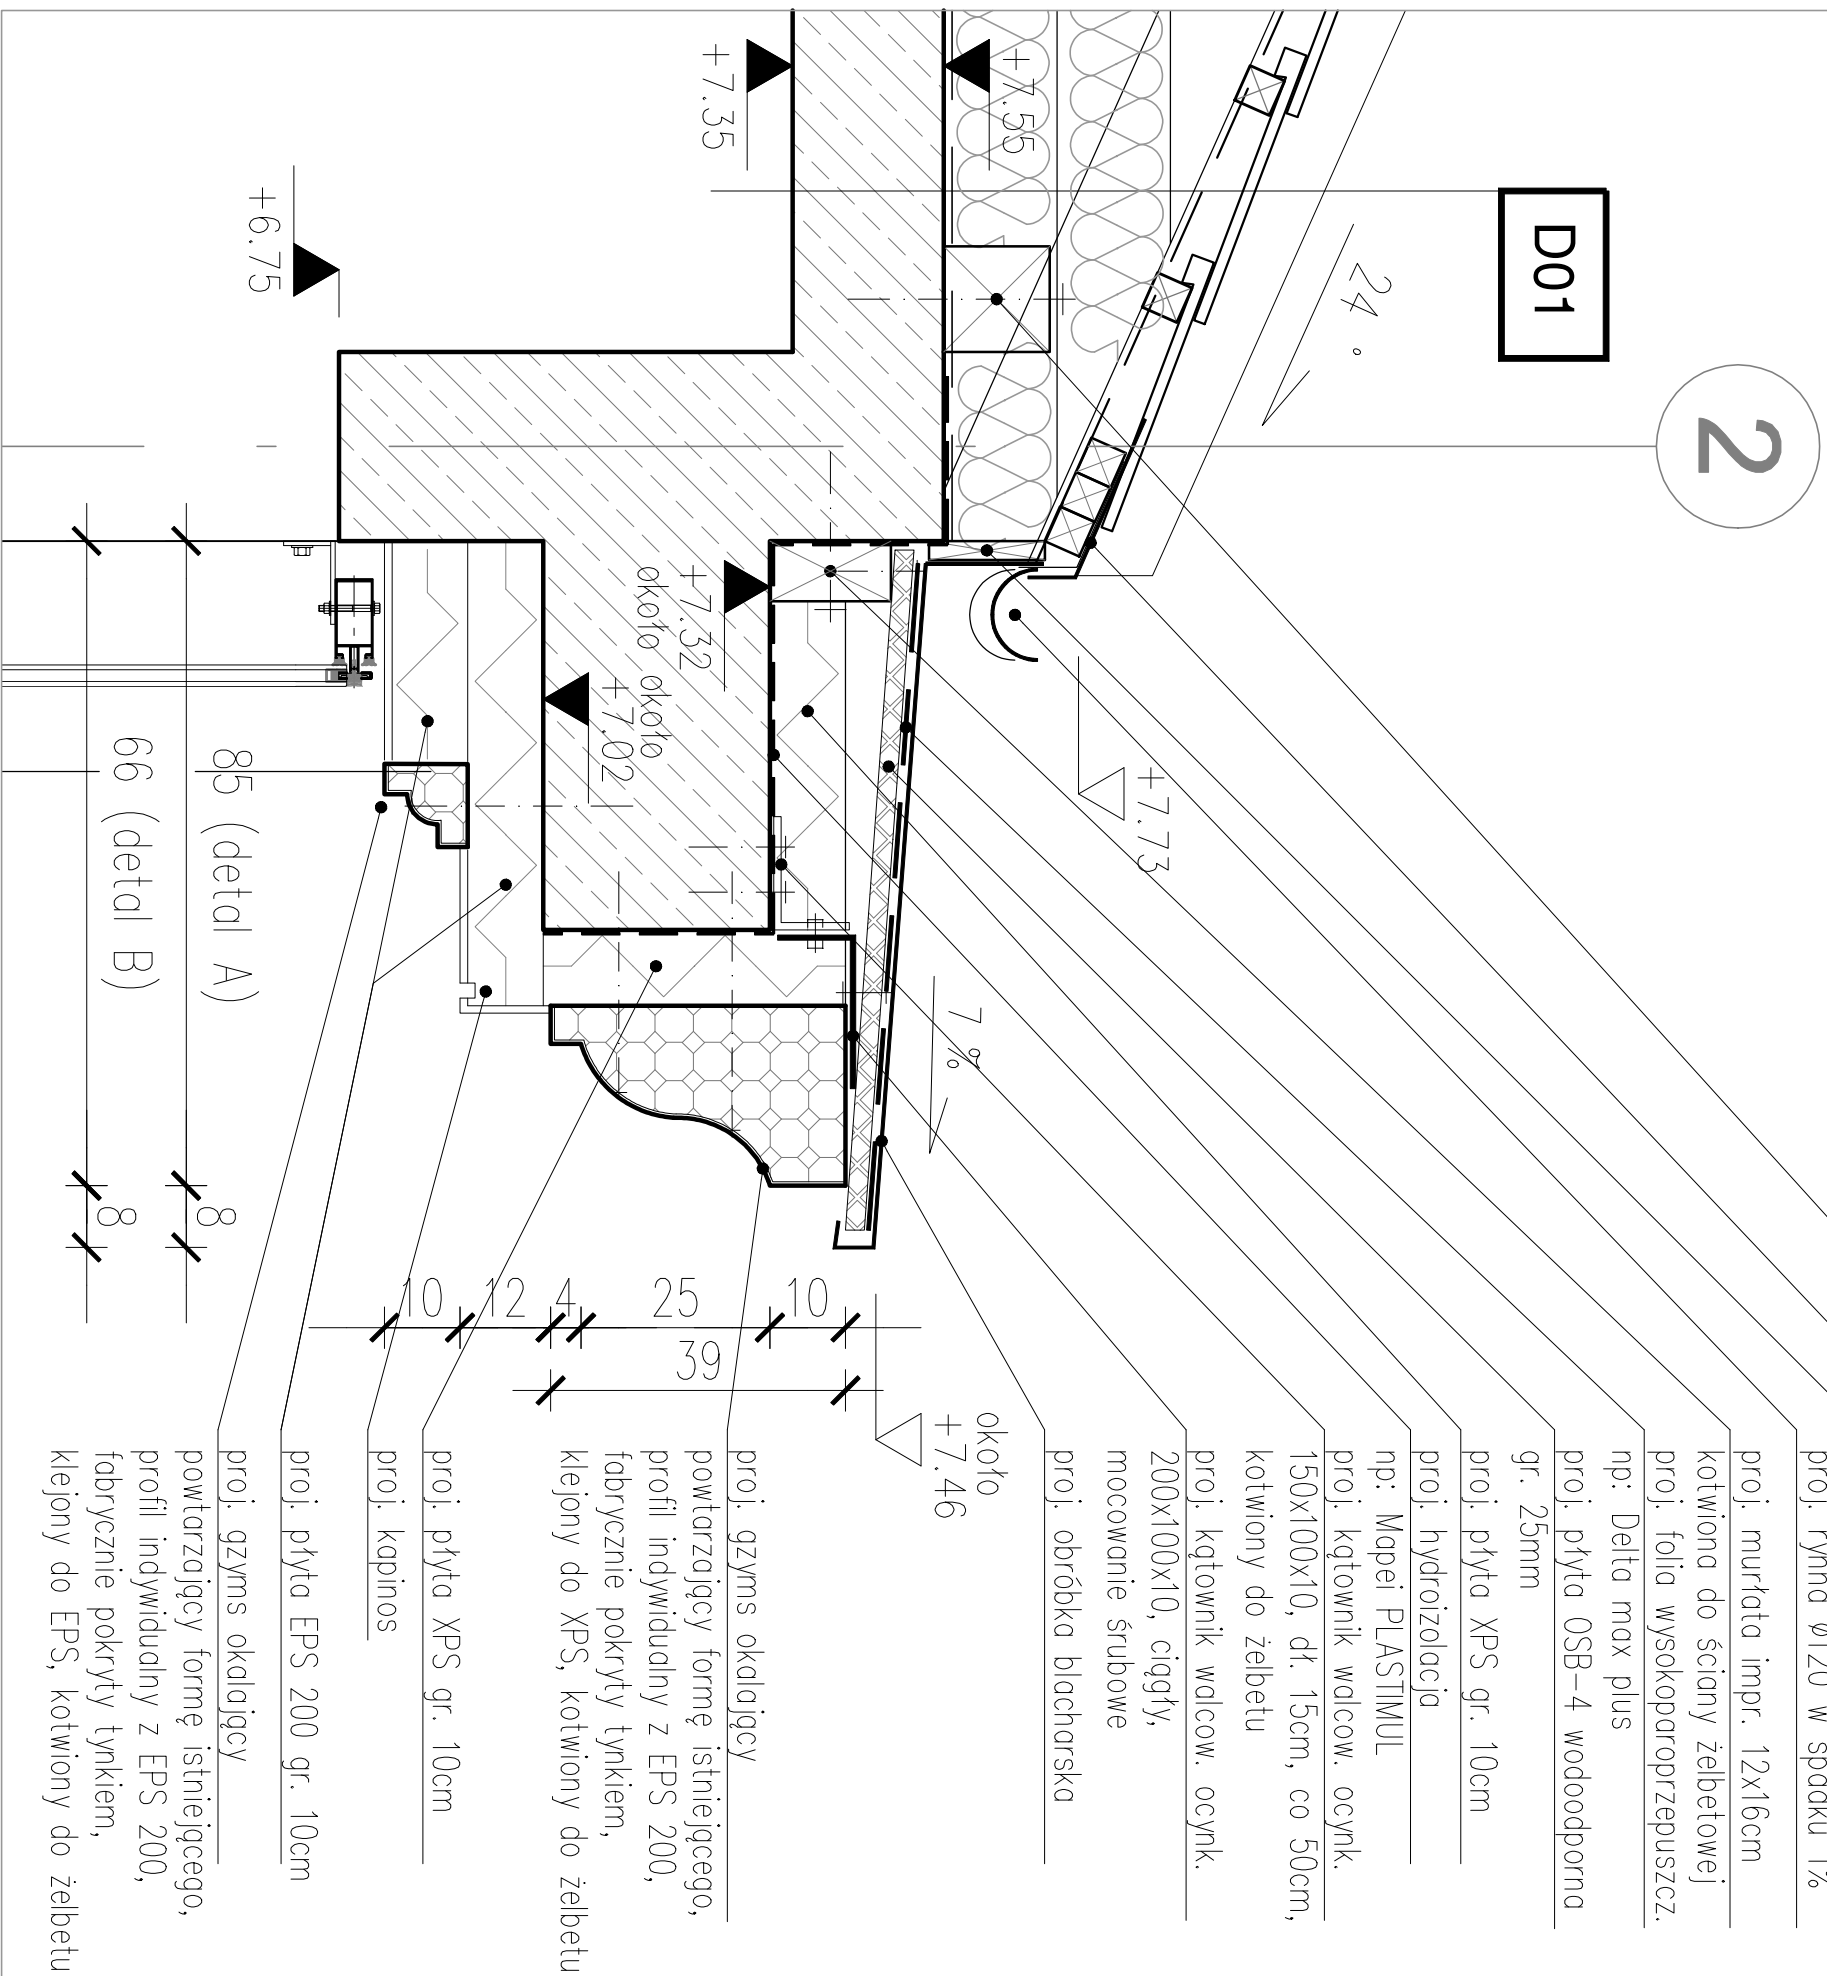 D01
2
24 °
+7.55
+7.35
+6.75
+7.73
+7.32
około
około
+7.02
7%
85 (detal A)
66 (detal B)
8
8
10
12
4
25
10
39
około
+7.46
proj. rynna ø120 w spadku 1%
proj. murłata impr. 12x16cm
kotwiona do ściany żelbetowej
proj. folia wysokoparoprzepuszcz.
np: Delta max plus
proj. płyta OSB-4 wodoodporna
gr. 25mm
proj. płyta XPS gr. 10cm
proj. hydroizolacja
np: Mapei PLASTIMUL
proj. kątownik walcow. ocynk.
150x100x10, dł. 15cm, co 50cm,
kotwiony do żelbetu
proj. kątownik walcow. ocynk.
200x100x10, ciągły,
mocowanie śrubowe
proj. obróbka blacharska
proj. gzyms okalający
powtarzający formę istniejącego,
profil indywidualny z EPS 200,
fabrycznie pokryty tynkiem,
klejony do XPS, kotwiony do żelbetu
proj. płyta XPS gr. 10cm
proj. kapinos
proj. płyta EPS 200 gr. 10cm
proj. gzyms okalający
powtarzający formę istniejącego,
profil indywidualny z EPS 200,
fabrycznie pokryty tynkiem,
klejony do EPS, kotwiony do żelbetu